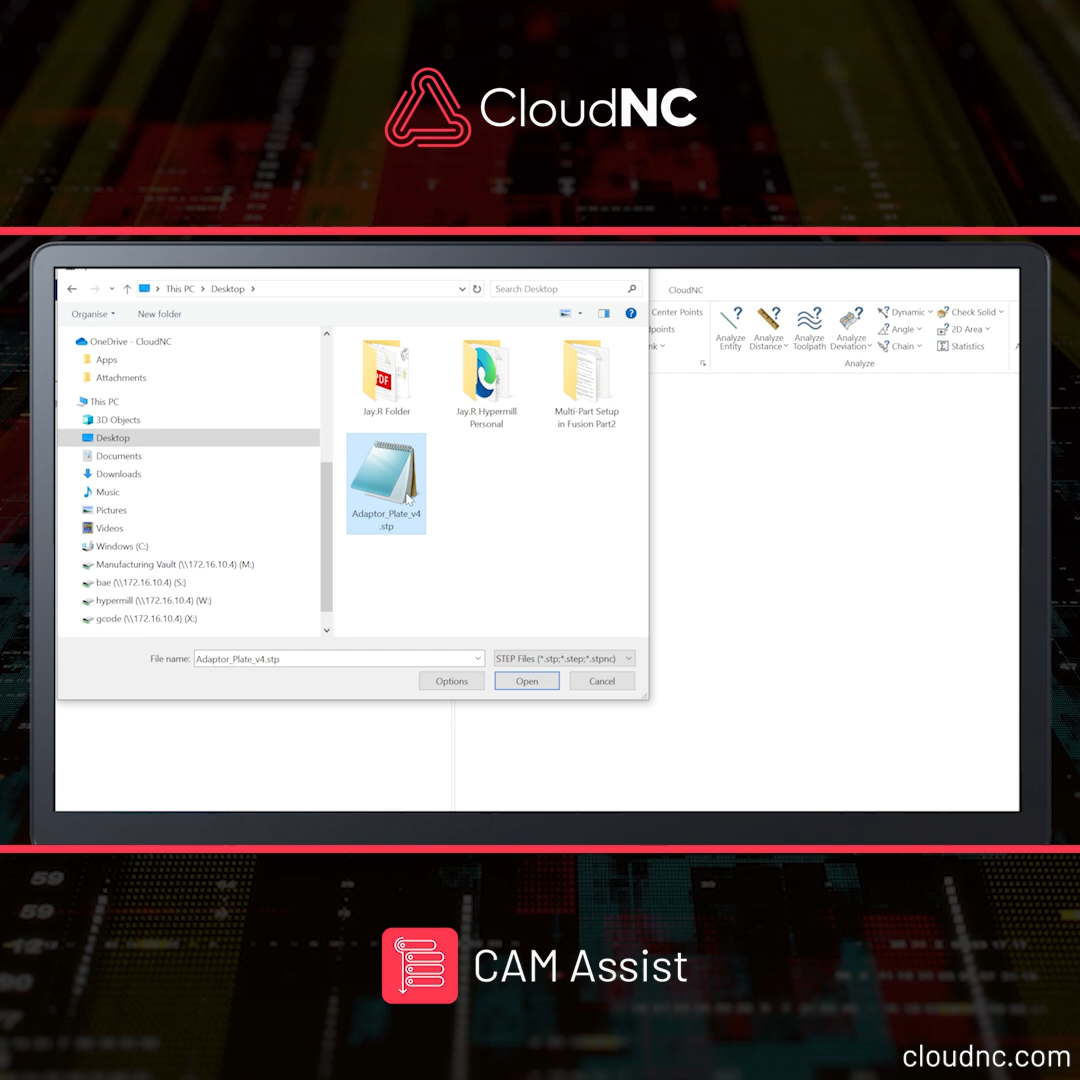 CloudNC
This PC
Desktop
Search Desktop
CloudNC
Organise
New folder
Center Points
Dynamic
Check Solid
Angle
2D Area
Chain
Statistics
Analyze Entity
Analyze Distance
Analyze Toolpath
Analyze Deviation
Analyze
OneDrive - CloudNC
Apps
Attachments
This PC
3D Objects
Desktop
Documents
Downloads
Music
Pictures
Videos
Windows (C:)
Manufacturing Vault (\\172.16.10.4) (M:)
bae (\\172.16.10.4) (S:)
hypermill (\\172.16.10.4) (W:)
gcode (\\172.16.10.4) (X:)
PDF
Jay.R Folder
Jay.R Hypermill
Personal
Multi-Part Setup
in Fusion Part2
Adaptor_Plate_v4
.stp
File name:
Adaptor_Plate_v4.stp
STEP Files (*.stp;*.step;*.stpnc)
Options
Open
Cancel
59
59
CAM Assist
cloudnc.com